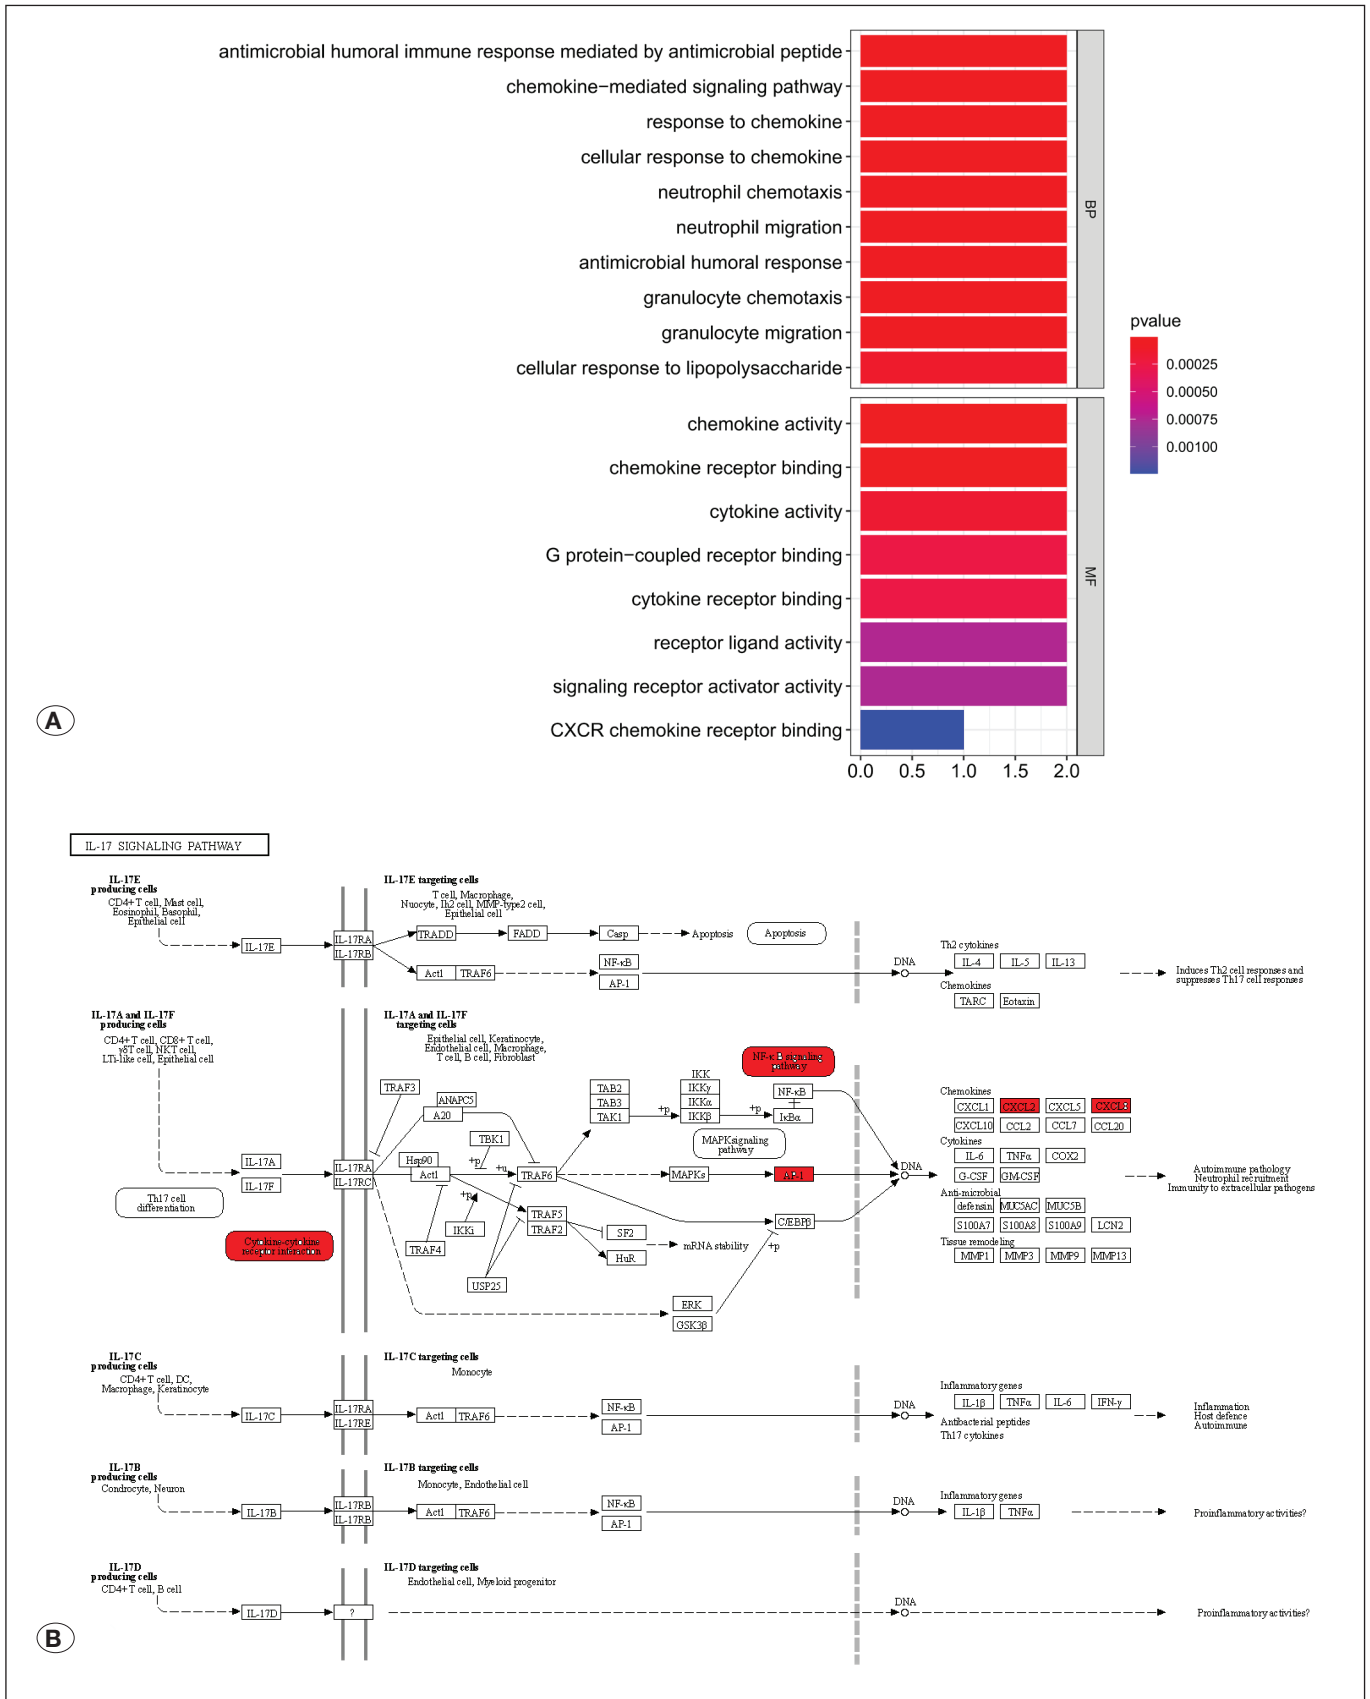 antimicrobial humoral immune response mediated by antimicrobial peptide
chemokine−mediated signaling pathway
response to chemokine
cellular response to chemokine
neutrophil chemotaxis
neutrophil migration
antimicrobial humoral response
granulocyte chemotaxis
granulocyte migration
cellular response to lipopolysaccharide
BP
chemokine activity
chemokine receptor binding
cytokine activity
G protein−coupled receptor binding
cytokine receptor binding
receptor ligand activity
signaling receptor activator activity
CXCR chemokine receptor binding
MF
0.0 0.5 1.0 1.5 2.0
pvalue
0.00025
0.00050
0.00075
0.00100
A
IL-17 SIGNALING PATHWAY
IL-17E
producing cells
CD4+ T cell, Mast cell,
Eosinophil, Basophil,
Epithelial cell
IL-17E
IL-17RA
IL-17RB
IL-17E targeting cells
T cell, Macrophage,
Nuocyte, Ih2 cell, MMP-type2 cell,
Epithelial cell
TRADD
FADD
Casp
Apoptosis
Apoptosis
Act1
TRAF6
NF-κB
AP-1
DNA
Th2 cytokines
IL-4
IL-5
IL-13
Chemokines
TARC
Eotaxin
Induces Th2 cell responses and
suppresses Th17 cell responses
IL-17A and IL-17F
producing cells
CD4+ T cell, CD8+ T cell,
γδT cell, NKT cell,
LTi-like cell, Epithelial cell
IL-17A
IL-17F
Th17 cell
differentiation
Cytokine-cytokine
receptor interaction
IL-17RA
IL-17RC
IL-17A and IL-17F
targeting cells
Epithelial cell, Keratinocyte,
Endothelial cell, Macrophage,
T cell, B cell, Fibroblast
TRAF3
ANAPC5
A20
TBK1
Hsp90
Act1
+p
+u
TRAF6
+p
IKKi
TRAF4
TRAF5
TRAF2
USP25
SF2
HuR
mRNA stability
TAB2
TAB3
TAK1
+p
IKK
IKKγ
IKKα
IKKβ
+p
NF-κB signaling
pathway
NF-κB
IκBα
MAPK signaling
pathway
MAPKs
AP-1
C/EBPβ
+p
ERK
GSK3β
DNA
Chemokines
CXCL1
CXCL2
CXCL5
CXCL8
CXCL10
CCL2
CCL7
CCL20
Cytokines
IL-6
TNFα
COX2
G-CSF
GM-CSF
Anti-microbial
defensin
MUC5AC
MUC5B
S100A7
S100A8
S100A9
LCN2
Tissue remodeling
MMP1
MMP3
MMP9
MMP13
Autoimmune pathology
Neutrophil recruitment
Immunity to extracellular pathogens
IL-17C
producing cells
CD4+ T cell, DC,
Macrophage, Keratinocyte
IL-17C
IL-17RA
IL-17RE
IL-17C targeting cells
Monocyte
Act1
TRAF6
NF-κB
AP-1
DNA
Inflammatory genes
IL-1β
TNFα
IL-6
IFN-γ
Antibacterial peptides
Th17 cytokines
Inflammation
Host defence
Autoimmune
IL-17B
producing cells
Condrocyte, Neuron
IL-17B
IL-17RB
IL-17RB
IL-17B targeting cells
Monocyte, Endothelial cell
Act1
TRAF6
NF-κB
AP-1
DNA
Inflammatory genes
IL-1β
TNFα
Proinflammatory activities?
IL-17D
producing cells
CD4+ T cell, B cell
IL-17D
?
IL-17D targeting cells
Endothelial cell, Myeloid progenitor
DNA
Proinflammatory activities?
B